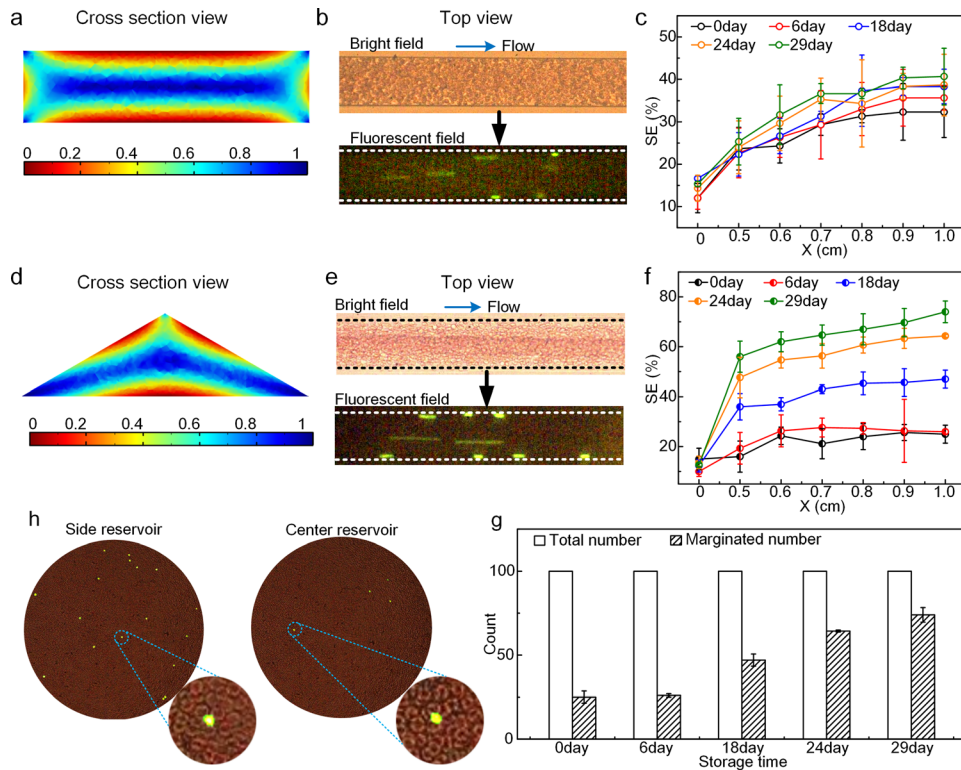 a
Cross section view
0 0.2 0.4 0.6 0.8 1
b
Top view
Bright field
Flow
Fluorescent field
c
0day 6day 18day
24day 29day
50
40
30
20
10
SE (%)
0 0.5 0.6 0.7 0.8 0.9 1.0
X (cm)
d
Cross section view
0 0.2 0.4 0.6 0.8 1
e
Top view
Bright field
Flow
Fluorescent field
f
0day 6day 18day
24day 29day
80
60
40
20
SE (%)
0 0.5 0.6 0.7 0.8 0.9 1.0
X (cm)
h
Side reservoir
Center reservoir
g
Total number Marginated number
100
50
0
Count
0day 6day 18day 24day 29day
Storage time